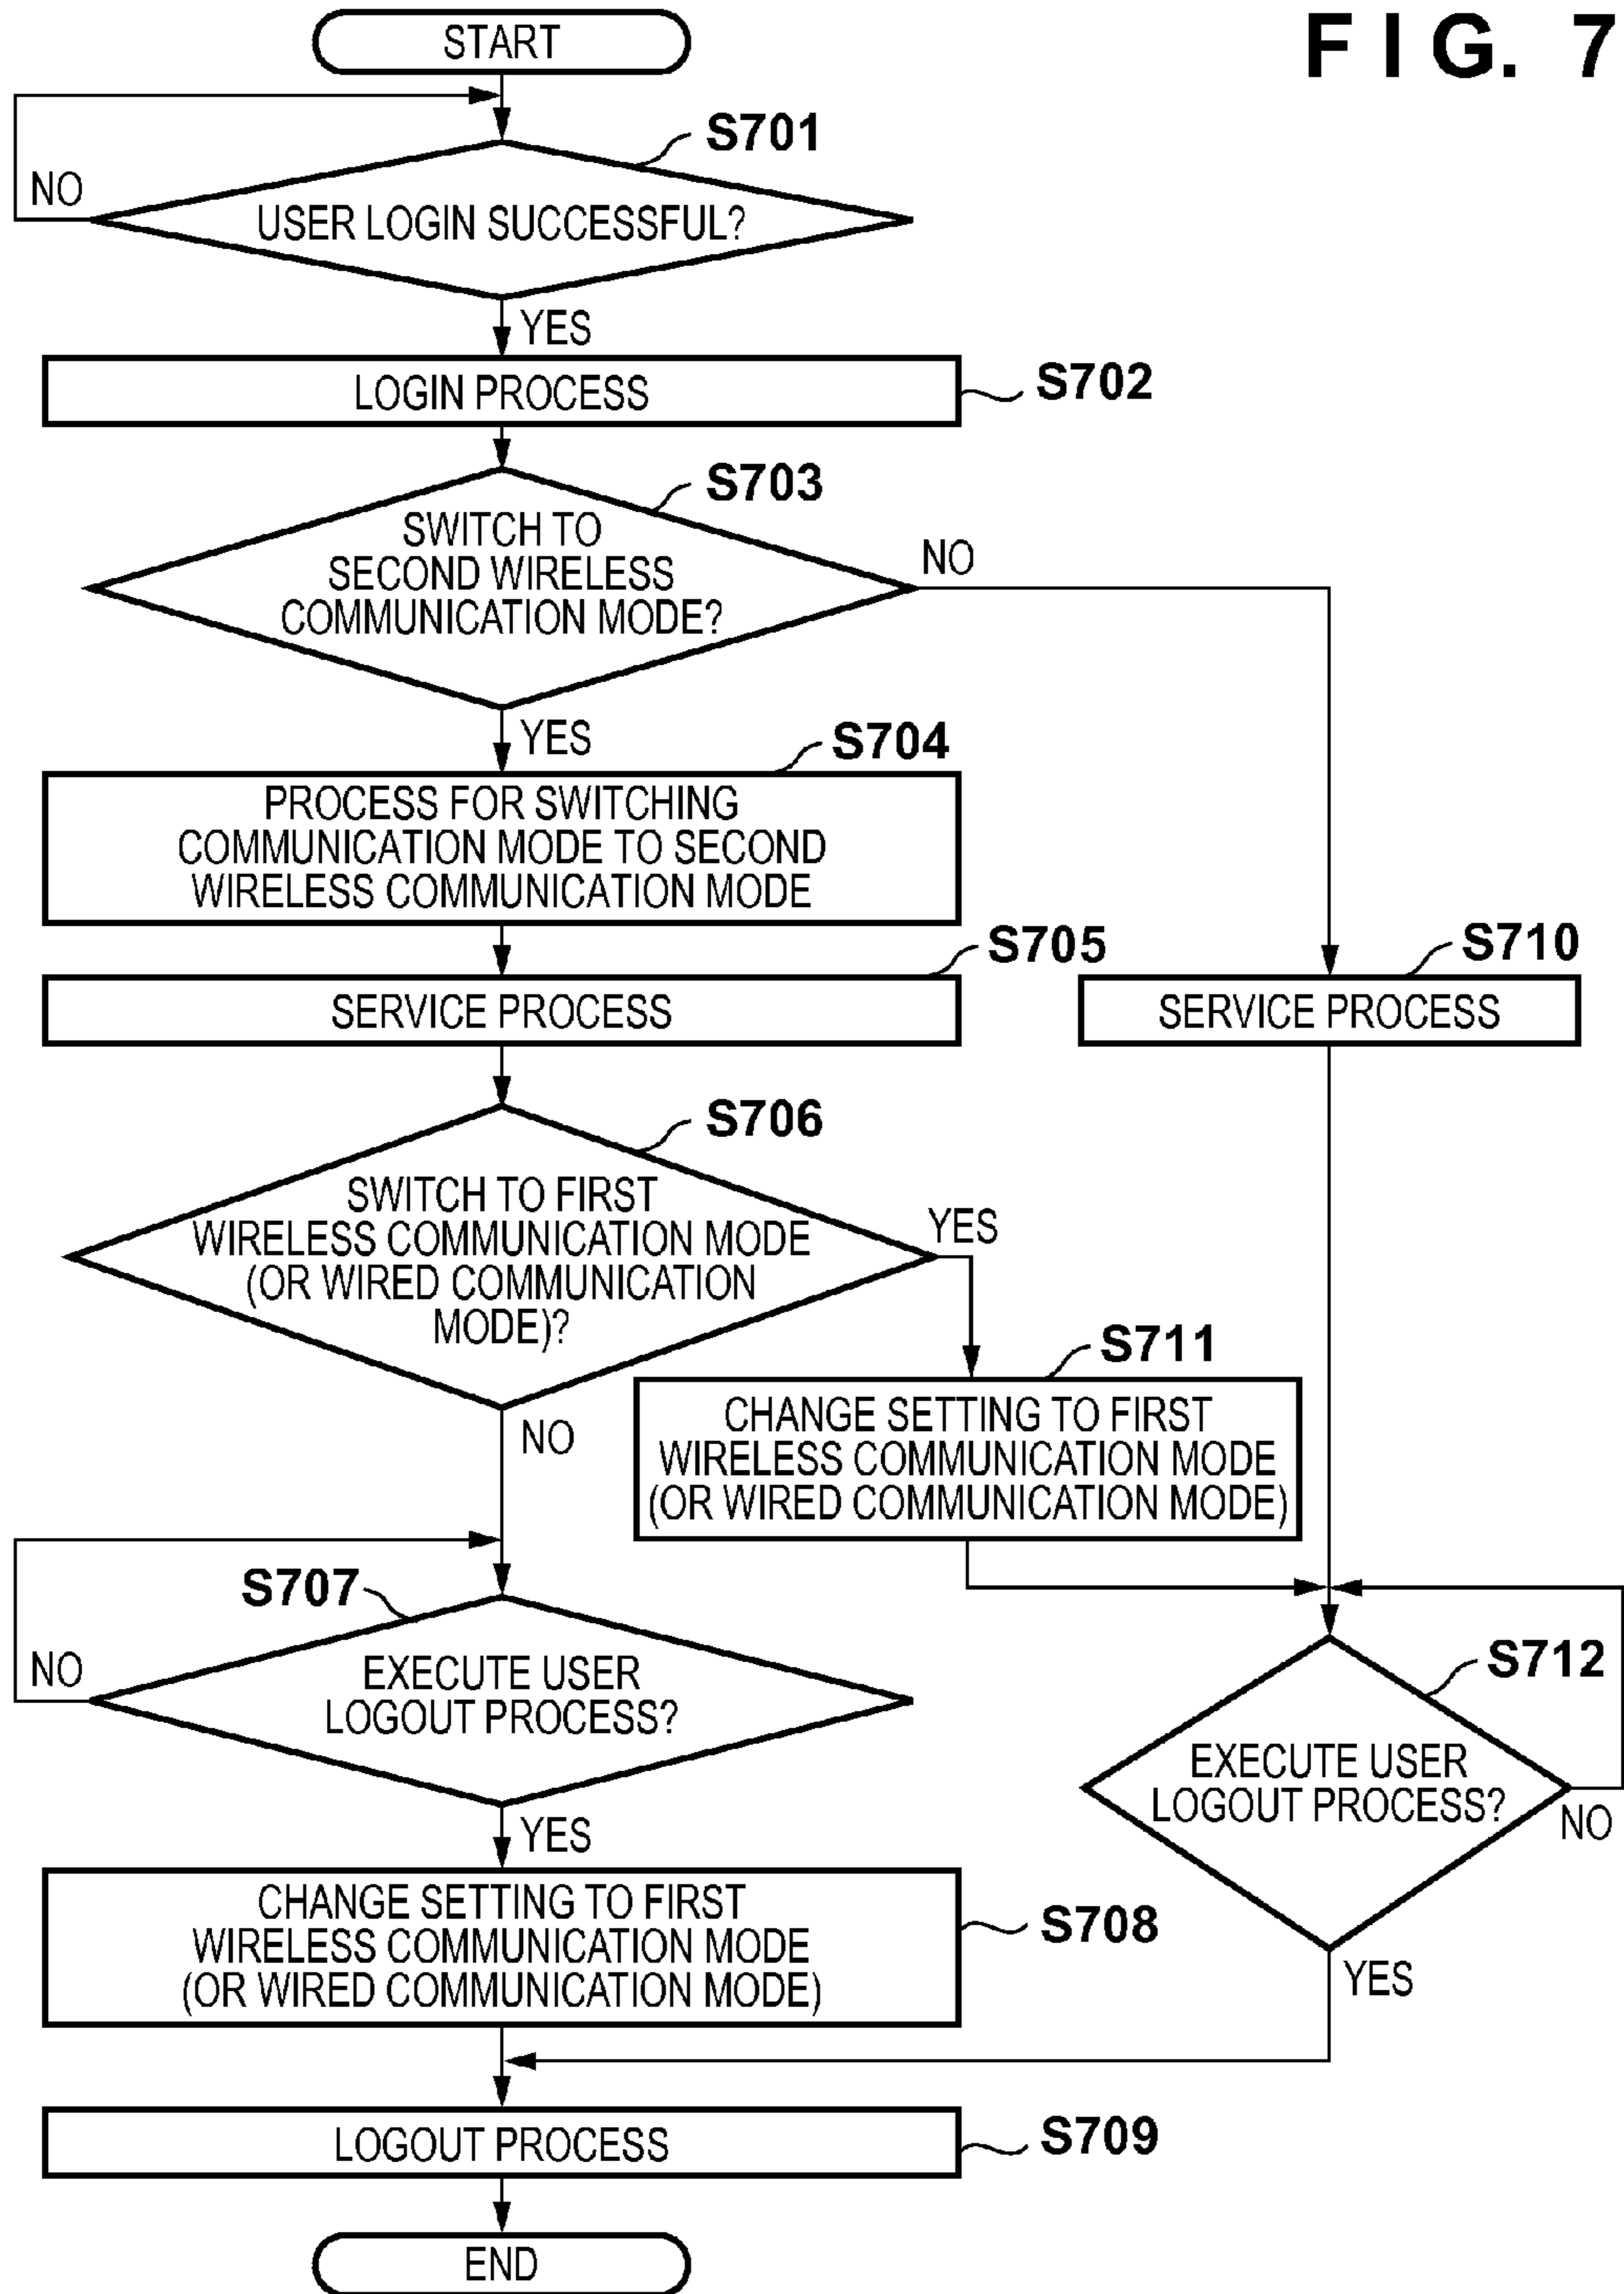 FIG. 7
START
S701
NO
USER LOGIN SUCCESSFUL?
YES
LOGIN PROCESS
S702
S703
SWITCH TO
SECOND WIRELESS
COMMUNICATION MODE?
NO
YES
S704
PROCESS FOR SWITCHING
COMMUNICATION MODE TO SECOND
WIRELESS COMMUNICATION MODE
S705
SERVICE PROCESS
S710
SERVICE PROCESS
S706
SWITCH TO FIRST
WIRELESS COMMUNICATION MODE
(OR WIRED COMMUNICATION
MODE)?
YES
NO
S711
CHANGE SETTING TO FIRST
WIRELESS COMMUNICATION MODE
(OR WIRED COMMUNICATION MODE)
S707
NO
EXECUTE USER
LOGOUT PROCESS?
YES
S712
EXECUTE USER
LOGOUT PROCESS?
NO
YES
CHANGE SETTING TO FIRST
WIRELESS COMMUNICATION MODE
(OR WIRED COMMUNICATION MODE)
S708
LOGOUT PROCESS
S709
END